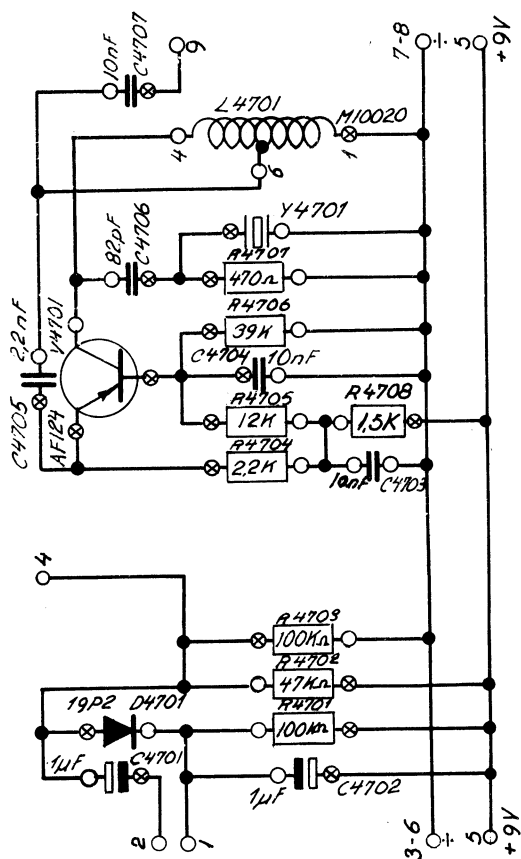 10nF
C4707
9
L4701
M10020
4
6
1
7-8
÷
5
+9V
82pF
C4706
Y4701
R4707
470Ω
R4706
39K
C4704
10nF
R4705
12K
R4708
1,5K
R4704
2,2K
10nF
C4703
2,2nF
V4701
C4705
AF124
4
R4703
100KΩ
R4702
47KΩ
R4701
100KΩ
19P2
D4701
1µF
C4701
1µF
C4702
2
1
3-6
÷
5
+9V